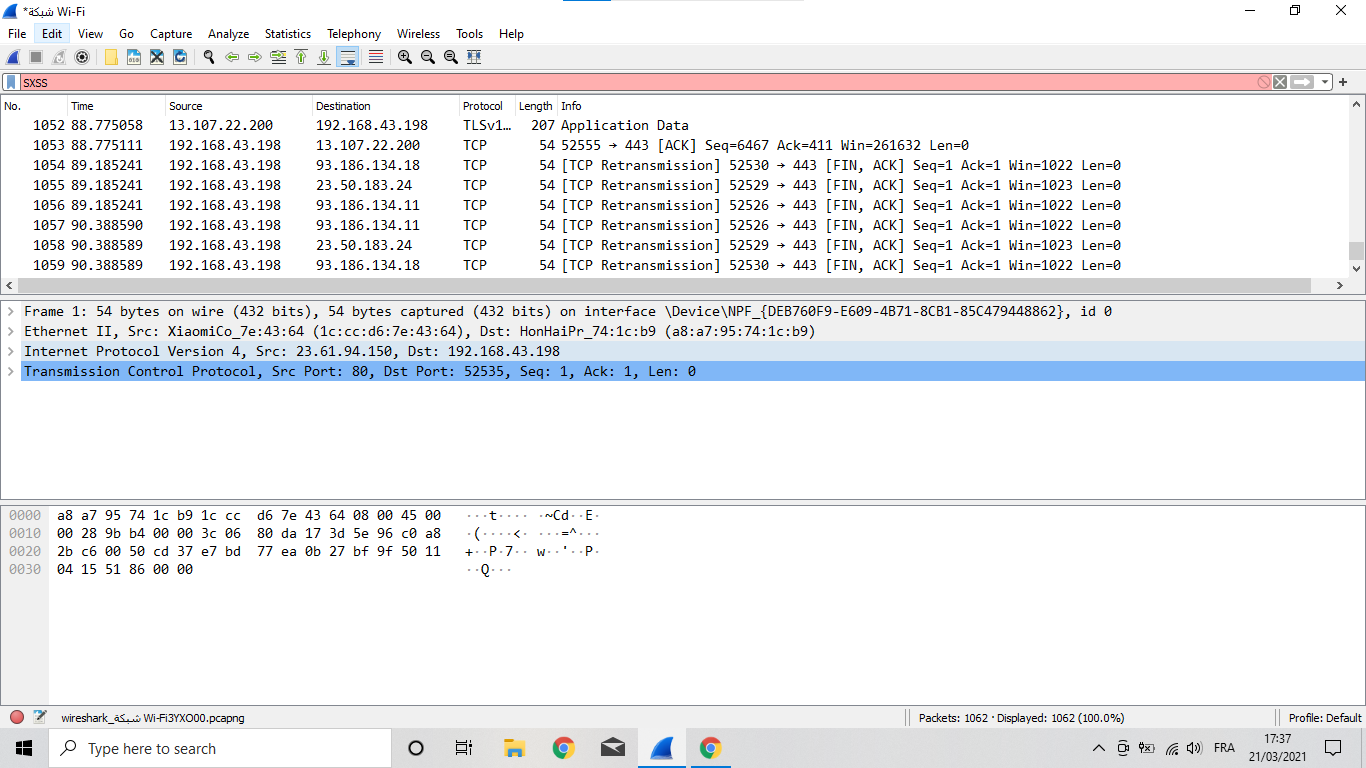 *شبكة Wi-Fi
File Edit View Go Capture Analyze Statistics Telephony Wireless Tools Help
SXSS
No. Time Source Destination Protocol Length Info
1052 88.775058 13.107.22.200 192.168.43.198 TLSv1… 207 Application Data
1053 88.775111 192.168.43.198 13.107.22.200 TCP 54 52555 → 443 [ACK] Seq=6467 Ack=411 Win=261632 Len=0
1054 89.185241 192.168.43.198 93.186.134.18 TCP 54 [TCP Retransmission] 52530 → 443 [FIN, ACK] Seq=1 Ack=1 Win=1022 Len=0
1055 89.185241 192.168.43.198 23.50.183.24 TCP 54 [TCP Retransmission] 52529 → 443 [FIN, ACK] Seq=1 Ack=1 Win=1023 Len=0
1056 89.185241 192.168.43.198 93.186.134.11 TCP 54 [TCP Retransmission] 52526 → 443 [FIN, ACK] Seq=1 Ack=1 Win=1022 Len=0
1057 90.388590 192.168.43.198 93.186.134.11 TCP 54 [TCP Retransmission] 52526 → 443 [FIN, ACK] Seq=1 Ack=1 Win=1022 Len=0
1058 90.388589 192.168.43.198 23.50.183.24 TCP 54 [TCP Retransmission] 52529 → 443 [FIN, ACK] Seq=1 Ack=1 Win=1023 Len=0
1059 90.388589 192.168.43.198 93.186.134.18 TCP 54 [TCP Retransmission] 52530 → 443 [FIN, ACK] Seq=1 Ack=1 Win=1022 Len=0
Frame 1: 54 bytes on wire (432 bits), 54 bytes captured (432 bits) on interface \Device\NPF_{DEB760F9-E609-4B71-8CB1-85C479448862}, id 0
Ethernet II, Src: XiaomiCo_7e:43:64 (1c:cc:d6:7e:43:64), Dst: HonHaiPr_74:1c:b9 (a8:a7:95:74:1c:b9)
Internet Protocol Version 4, Src: 23.61.94.150, Dst: 192.168.43.198
Transmission Control Protocol, Src Port: 80, Dst Port: 52535, Seq: 1, Ack: 1, Len: 0
0000 a8 a7 95 74 1c b9 1c cc d6 7e 43 64 08 00 45 00 ···t···· ·~Cd··E·
0010 00 28 9b b4 00 00 3c 06 80 da 17 3d 5e 96 c0 a8 ·(····<· ···=^···
0020 2b c6 00 50 cd 37 e7 bd 77 ea 0b 27 bf 9f 50 11 +··P·7·· w··'··P·
0030 04 15 51 86 00 00 ··Q···
wireshark_شبكة Wi-Fi3YXO00.pcapng Packets: 1062 · Displayed: 1062 (100.0%) Profile: Default
Type here to search FRA 17:37
21/03/2021